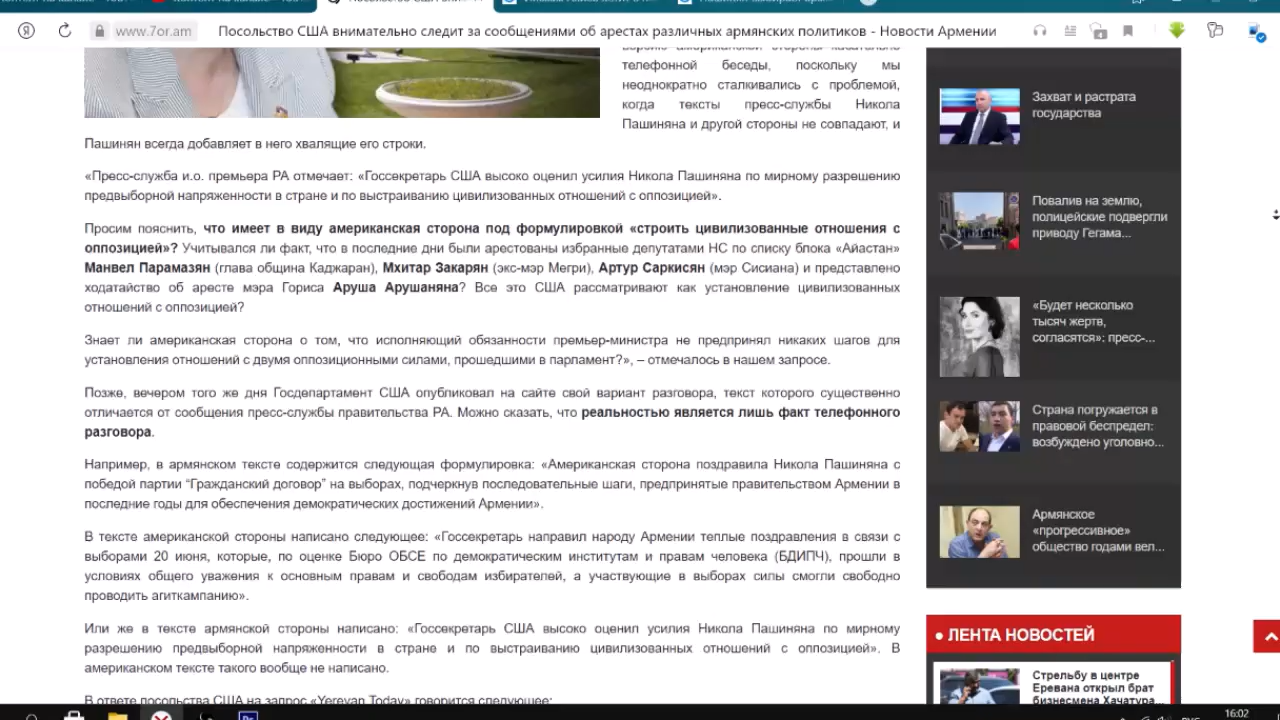 www.7or.am
Посольство США внимательно следит за сообщениями об арестах различных армянских политиков - Новости Армении
телефонной беседы, поскольку мы
неоднократно сталкивались с проблемой,
когда тексты пресс-службы Никола
Пашиняна и другой стороны не совпадают, и
Пашинян всегда добавляет в него хвалящие его строки.
«Пресс-служба и.о. премьера РА отмечает: «Госсекретарь США высоко оценил усилия Никола Пашиняна по мирному разрешению
предвыборной напряженности в стране и по выстраиванию цивилизованных отношений с оппозицией».
Просим пояснить, что имеет в виду американская сторона под формулировкой «строить цивилизованные отношения с
оппозицией»? Учитывался ли факт, что в последние дни были арестованы избранные депутатами НС по списку блока «Айастан»
Манвел Парамазян (глава община Каджаран), Мхитар Закарян (экс-мэр Мегри), Артур Саркисян (мэр Сисиана) и представлено
ходатайство об аресте мэра Гориса Аруша Арушаняна? Все это США рассматривают как установление цивилизованных
отношений с оппозицией?
Знает ли американская сторона о том, что исполняющий обязанности премьер-министра не предпринял никаких шагов для
установления отношений с двумя оппозиционными силами, прошедшими в парламент?», – отмечалось в нашем запросе.
Позже, вечером того же дня Госдепартамент США опубликовал на сайте свой вариант разговора, текст которого существенно
отличается от сообщения пресс-службы правительства РА. Можно сказать, что реальностью является лишь факт телефонного
разговора.
Например, в армянском тексте содержится следующая формулировка: «Американская сторона поздравила Никола Пашиняна с
победой партии “Гражданский договор” на выборах, подчеркнув последовательные шаги, предпринятые правительством Армении в
последние годы для обеспечения демократических достижений Армении».
В тексте американской стороны написано следующее: «Госсекретарь направил народу Армении теплые поздравления в связи с
выборами 20 июня, которые, по оценке Бюро ОБСЕ по демократическим институтам и правам человека (БДИПЧ), прошли в
условиях общего уважения к основным правам и свободам избирателей, а участвующие в выборах силы смогли свободно
проводить агиткампанию».
Или же в тексте армянской стороны написано: «Госсекретарь США высоко оценил усилия Никола Пашиняна по мирному
разрешению предвыборной напряженности в стране и по выстраиванию цивилизованных отношений с оппозицией». В
американском тексте такого вообще не написано.
В ответе посольства США на запрос «Yerevan Today» говорится следующее:
Захват и растрата
государства
Повалив на землю,
полицейские подвергли
приводу Гегама...
«Будет несколько
тысяч жертв,
согласятся»: пресс-...
Страна погружается в
правовой беспредел:
возбуждено уголовно...
Армянское
«прогрессивное»
общество годами вел...
• ЛЕНТА НОВОСТЕЙ
Стрельбу в центре
Еревана открыл брат
бизнесмена Хачатура...
16:02